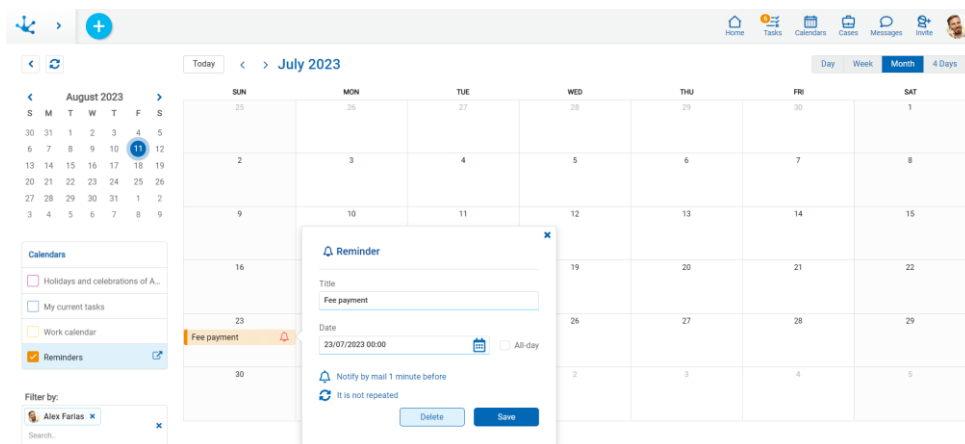 6
Home Tasks Calendars Cases Messages Invite
Today July 2023 Day Week Month 4 Days
August 2023
S M T W T F S
30 31 1 2 3 4 5
6 7 8 9 10 11 12
13 14 15 16 17 18 19
20 21 22 23 24 25 26
27 28 29 30 31 1 2
3 4 5 6 7 8 9
Calendars
Holidays and celebrations of A...
My current tasks
Work calendar
Reminders
Filter by:
Alex Farías ×
Search..
SUN MON TUE WED THU FRI SAT
25 26 27 28 29 30 1
2 3 4 5 6 7 8
9 10 11 12 13 14 15
16 19 20 21 22
23 26 27 28 29
Fee payment
30 2 3 4 5
Reminder
Title
Fee payment
Date
23/07/2023 00:00 All-day
Notify by mail 1 minute before
It is not repeated
Delete Save